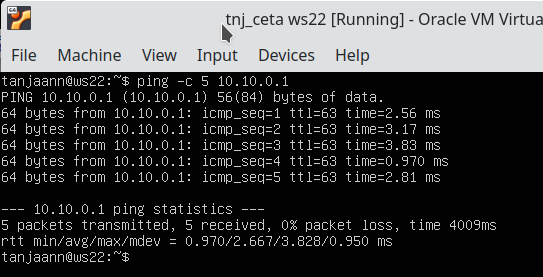 tnj_ceta ws22 [Running] - Oracle VM Virtua
File Machine View Input Devices Help
tanjaann@ws22:~$ ping -c 5 10.10.0.1
PING 10.10.0.1 (10.10.0.1) 56(84) bytes of data.
64 bytes from 10.10.0.1: icmp_seq=1 ttl=63 time=2.56 ms
64 bytes from 10.10.0.1: icmp_seq=2 ttl=63 time=3.17 ms
64 bytes from 10.10.0.1: icmp_seq=3 ttl=63 time=3.83 ms
64 bytes from 10.10.0.1: icmp_seq=4 ttl=63 time=0.970 ms
64 bytes from 10.10.0.1: icmp_seq=5 ttl=63 time=2.81 ms
--- 10.10.0.1 ping statistics ---
5 packets transmitted, 5 received, 0% packet loss, time 4009ms
rtt min/avg/max/mdev = 0.970/2.667/3.828/0.950 ms
tanjaann@ws22:~$